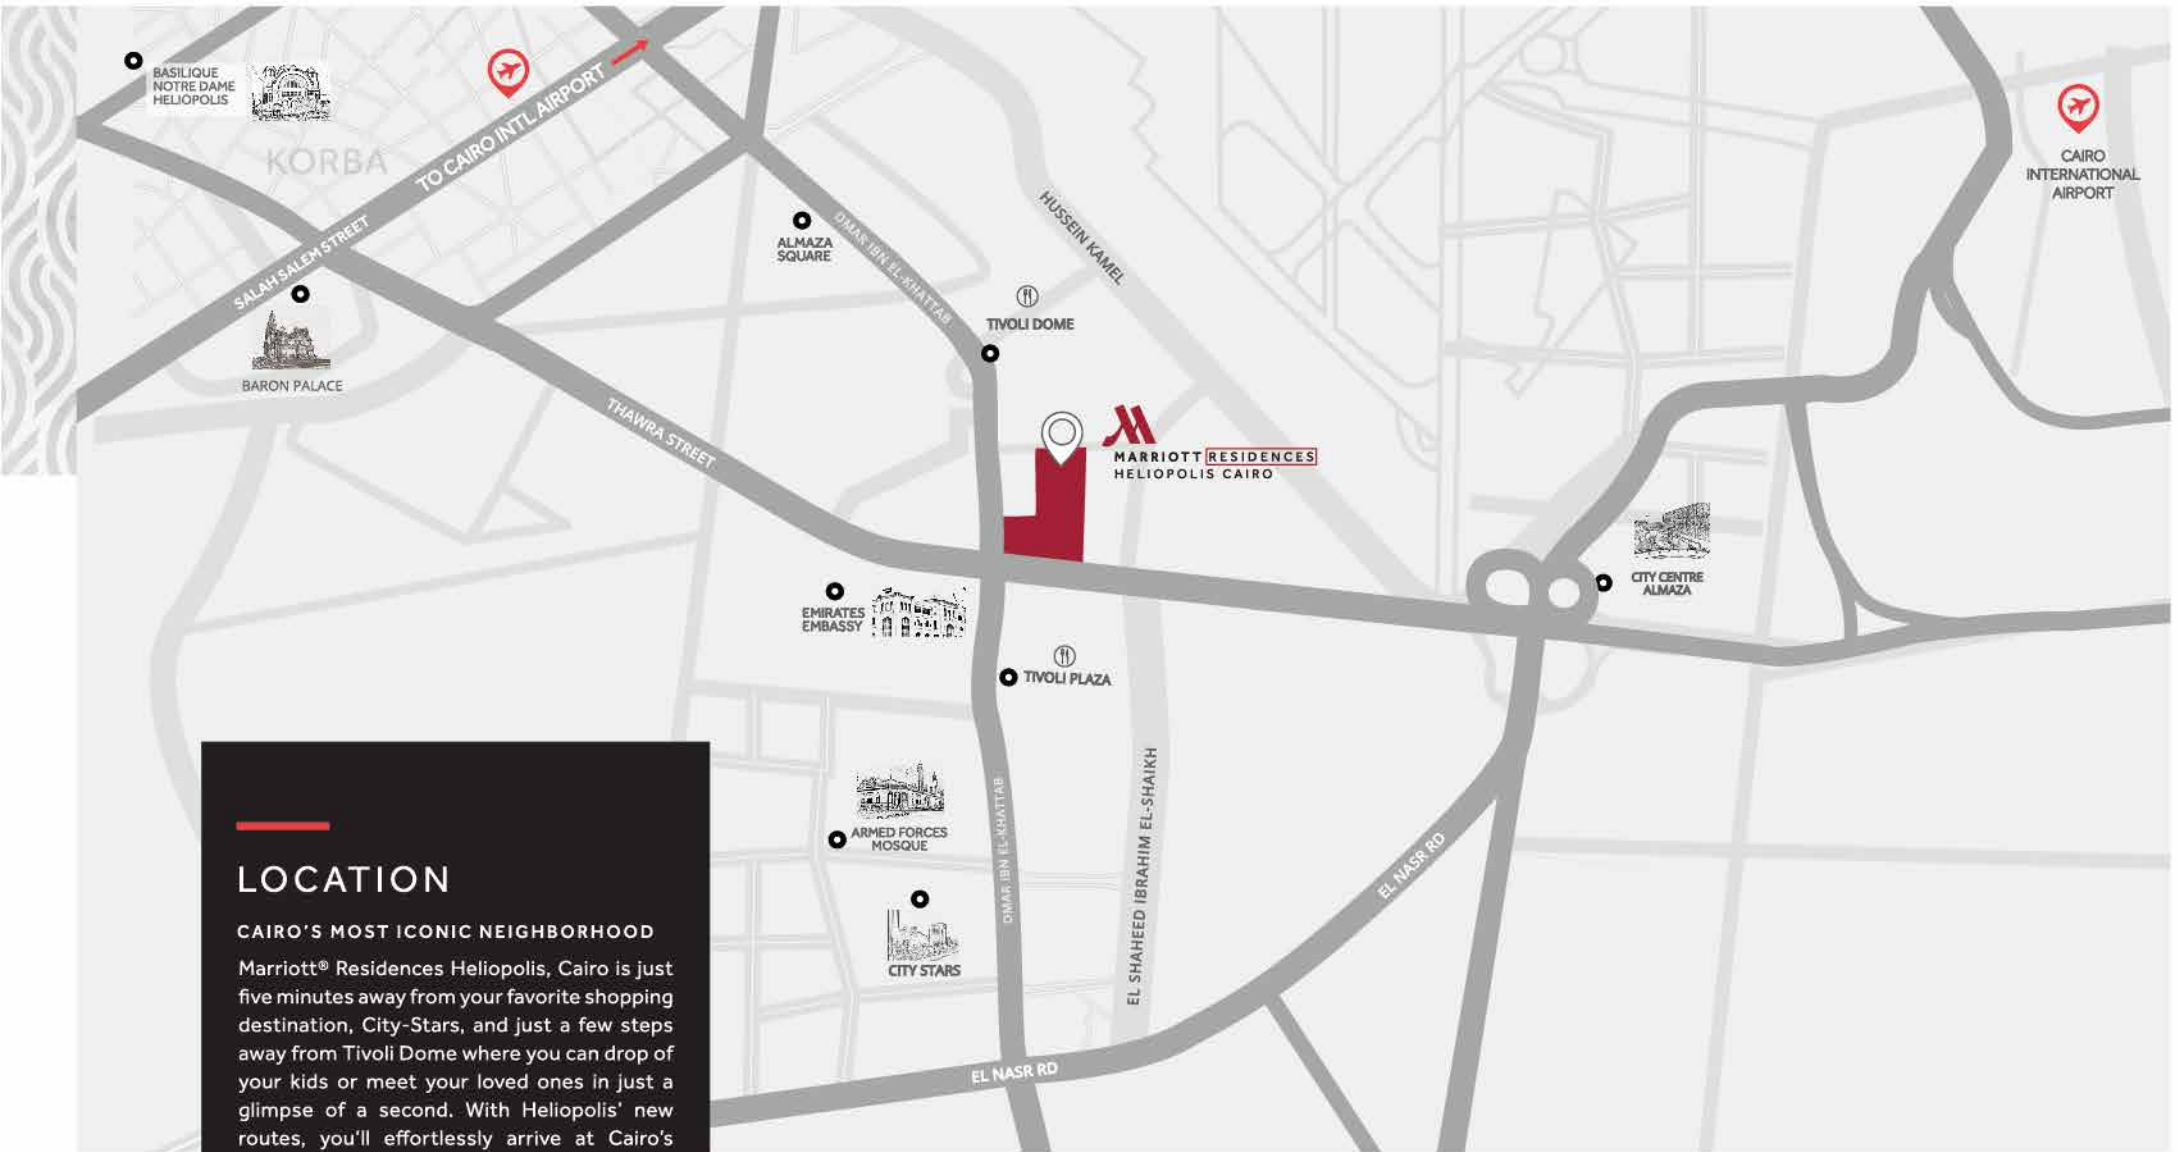 BASILIQUE
NOTRE DAME
HELIOPOLIS
KORBA
TO CAIRO INTL. AIRPORT
SALAH SALEM STREET
BARON PALACE
ALMAZA
SQUARE
OMAR IBN EL-KHATTAB
HUSSEIN KAMEL
TIVOLI DOME
CAIRO
INTERNATIONAL
AIRPORT
THAWRA STREET
MARRIOTT RESIDENCES
HELIOPOLIS CAIRO
CITY CENTRE
ALMAZA
EMIRATES
EMBASSY
TIVOLI PLAZA
ARMED FORCES
MOSQUE
OMAR IBN EL-KHATTAB
EL SHAHEED IBRAHIM EL-SHAIKH
EL NASR RD
CITY STARS
EL NASR RD
LOCATION
CAIRO'S MOST ICONIC NEIGHBORHOOD
Marriott® Residences Heliopolis, Cairo is just
five minutes away from your favorite shopping
destination, City-Stars, and just a few steps
away from Tivoli Dome where you can drop of
your kids or meet your loved ones in just a
glimpse of a second. With Heliopolis' new
routes, you'll effortlessly arrive at Cairo's